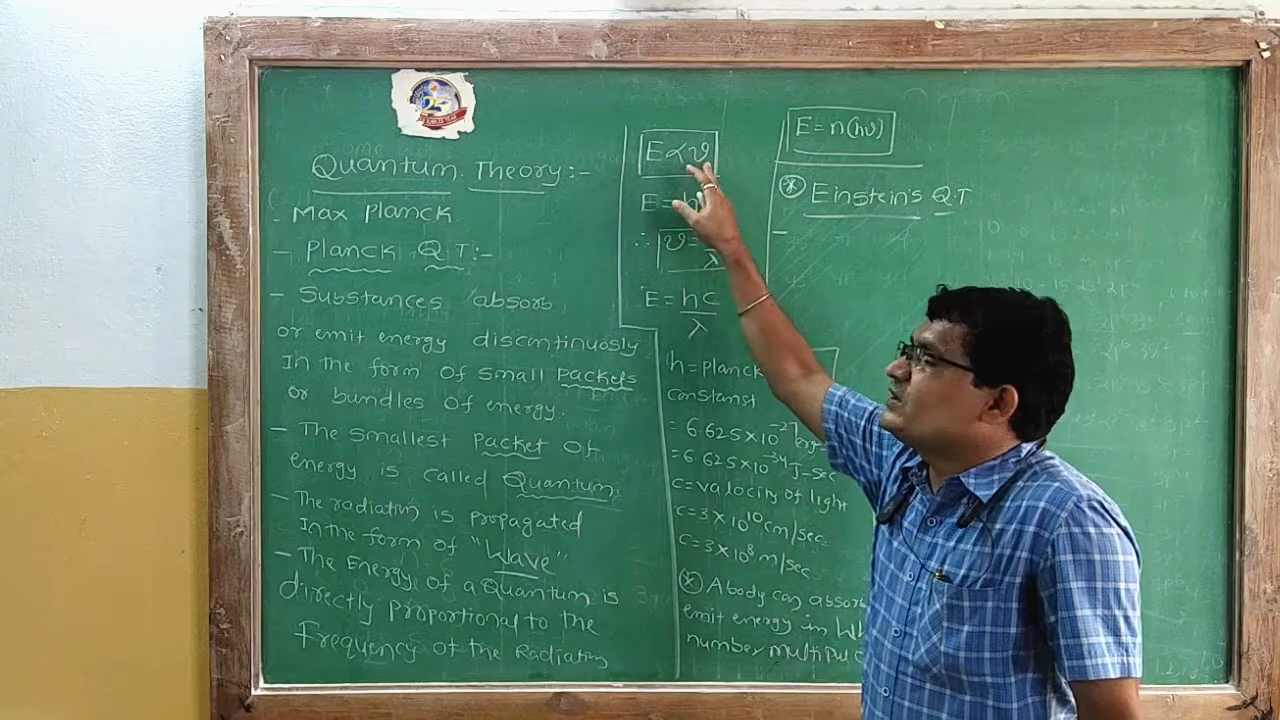 Quantum Theory:-
Max Planck
- Planck Q T:-
- Substances absorb
or emit energy discontinuosly
In the form of small packets
or bundles of energy.
- The smallest Packet of
energy is called Quantum.
- The radiation is propagated
In the form of "Wave"
- The Energy of a Quantum is
directly proportional to the
Frequency of the Radiation
E ∝ ν
E = h
∴ ν =
λ
E = hc
λ
h = planck
constanst
= 6.625×10⁻²⁷ erg
= 6.625×10⁻³⁴ J-sec
c = valocity of light
c = 3×10¹⁰ cm/sec
c = 3×10⁸ m/sec
* A body can absorb
emit energy in
number multipul
E = n(hν)
* Einstein's Q.T
-